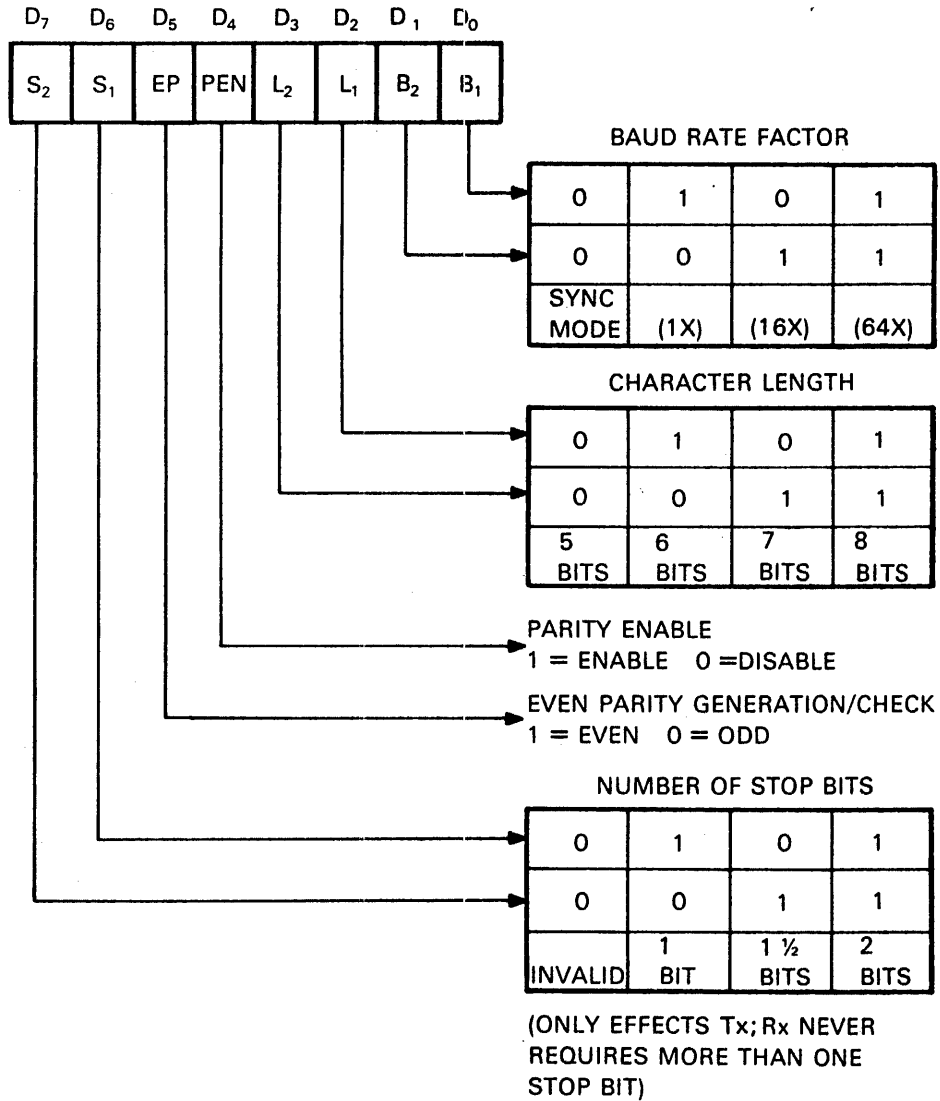 D₇ D₆ D₅ D₄ D₃ D₂ D₁ D₀
S₂ S₁ EP PEN L₂ L₁ B₂ B₁
BAUD RATE FACTOR
0 1 0 1
0 0 1 1
SYNC
MODE (1X) (16X) (64X)
CHARACTER LENGTH
0 1 0 1
0 0 1 1
5 6 7 8
BITS BITS BITS BITS
PARITY ENABLE
1 = ENABLE 0 =DISABLE
EVEN PARITY GENERATION/CHECK
1 = EVEN 0 = ODD
NUMBER OF STOP BITS
0 1 0 1
0 0 1 1
1 1 ½ 2
INVALID BIT BITS BITS
(ONLY EFFECTS Tx; Rx NEVER
REQUIRES MORE THAN ONE
STOP BIT)